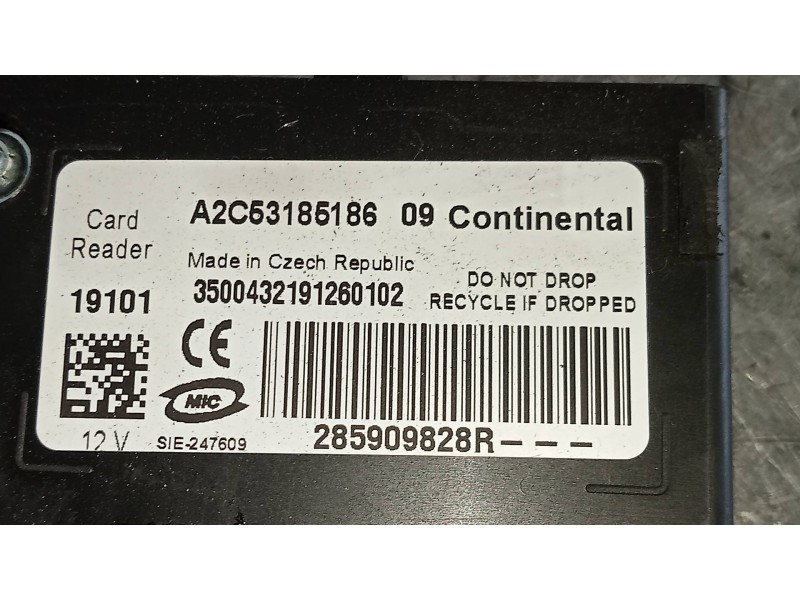 Card Reader
A2C53185186 09 Continental
Made in Czech Republic
DO NOT DROP
RECYCLE IF DROPPED
19101
3500432191260102
CE
MIC
12 V
SIE-247609
285909828R---